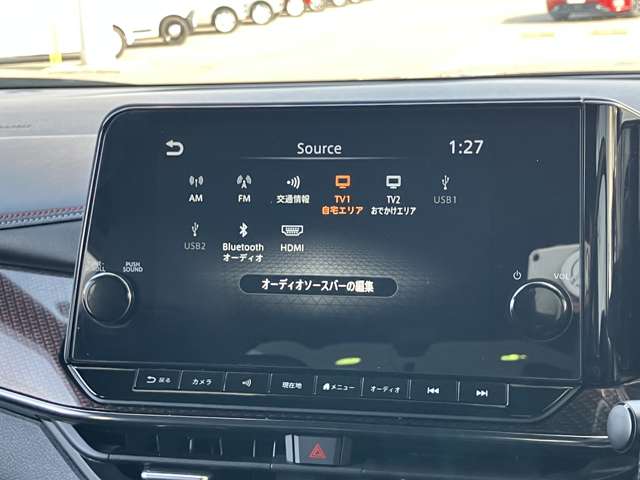 Source
1:27
AM
FM
交通情報
TV1
自宅エリア
TV2
おでかけエリア
USB1
USB2
Bluetooth
オーディオ
HDMI
オーディオソースバーの編集
SCROLL
PUSH
SOUND
VOL
戻る
カメラ
現在地
メニュー
オーディオ